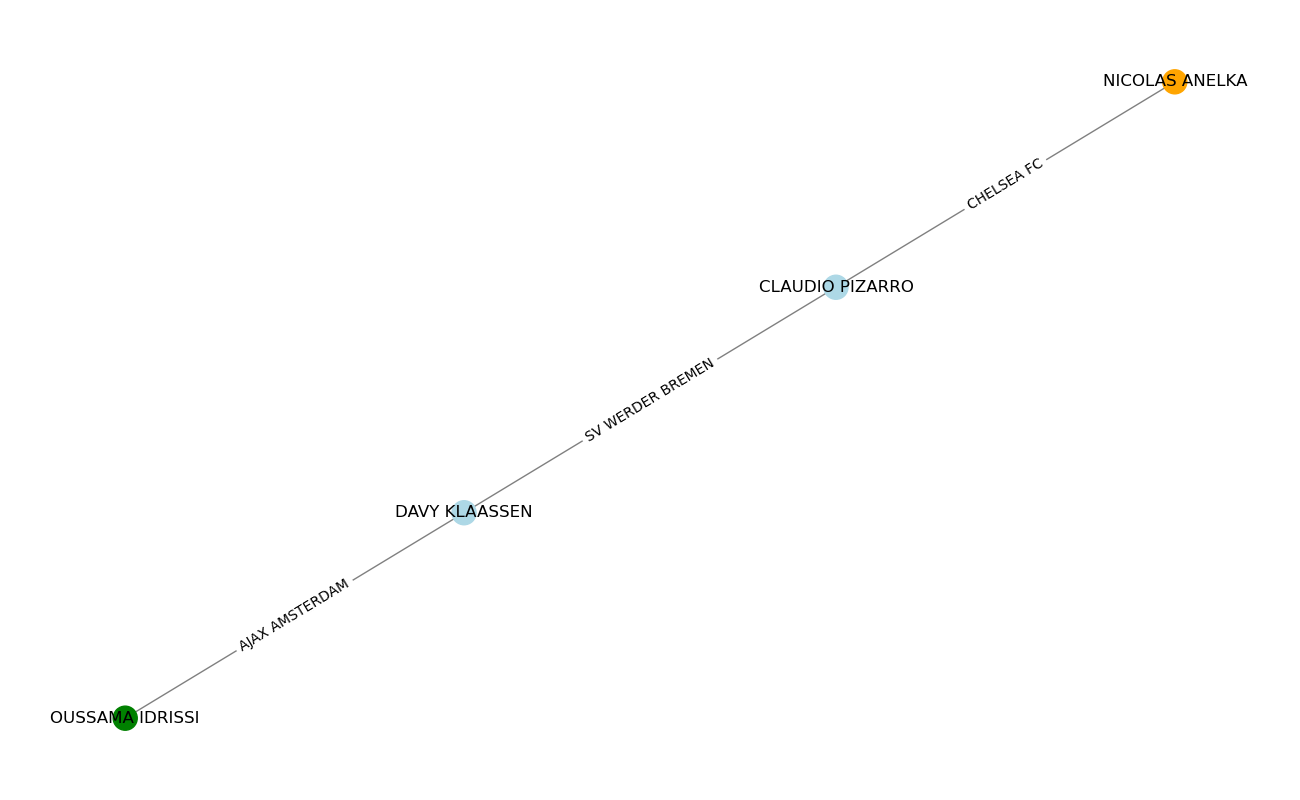 NICOLAS ANELKA
CHELSEA FC
CLAUDIO PIZARRO
SV WERDER BREMEN
DAVY KLAASSEN
AJAX AMSTERDAM
OUSSAMA IDRISSI